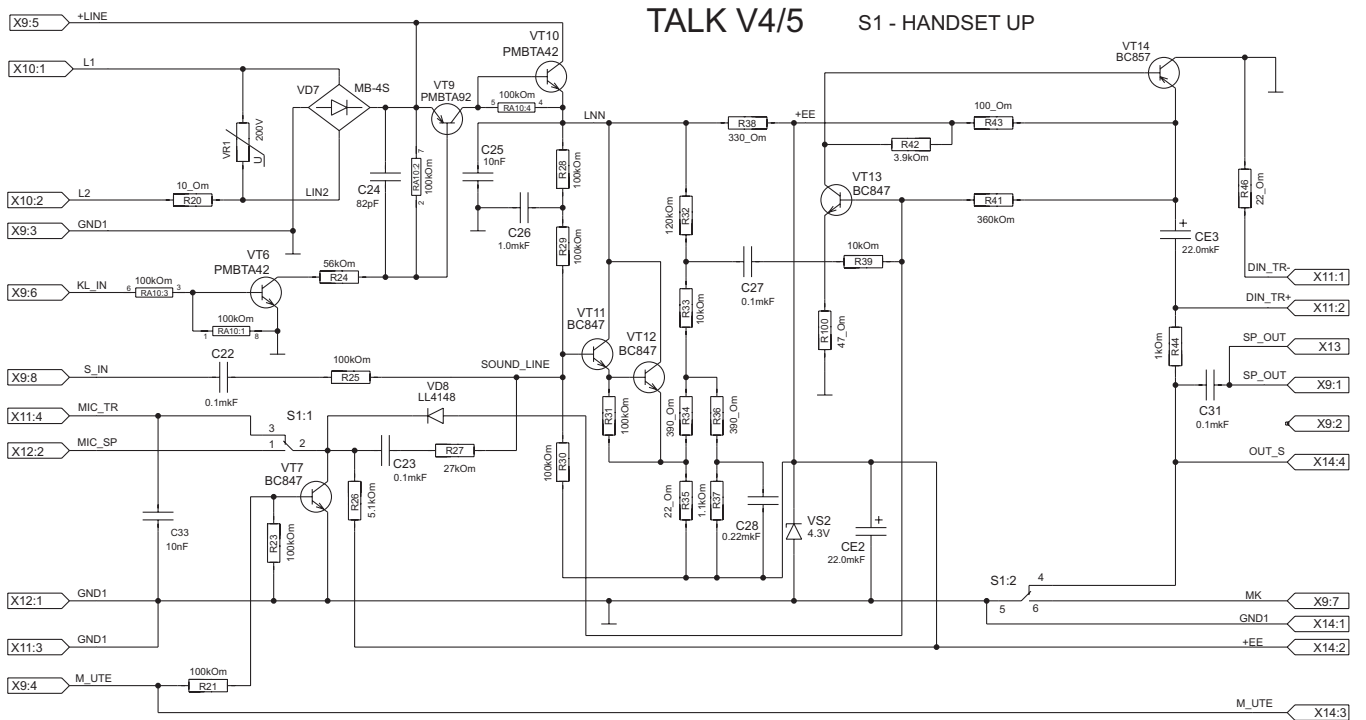 TALK V4/5
S1 - HANDSET UP
X9:5
+LINE
X10:1
L1
VR1
200V
U
VD7
MB-4S
X10:2
L2
10_Om
R20
LIN2
X9:3
GND1
C24
82pF
7
RA10:2
2
100kOm
VT9
PMBTA92
VT10
PMBTA42
100kOm
5
RA10:4
4
C25
10nF
C26
1.0mkF
R28
100kOm
R29
100kOm
LNN
VT6
PMBTA42
56kOm
R24
X9:6
KL_IN
100kOm
6
RA10:3
3
100kOm
1
RA10:1
8
X9:8
S_IN
C22
0.1mkF
100kOm
R25
SOUND_LINE
X11:4
MIC_TR
X12:2
MIC_SP
S1:1
3
1
2
VD8
LL4148
C23
0.1mkF
R27
27kOm
VT7
BC847
R26
5.1kOm
R23
100kOm
C33
10nF
R30
100kOm
VT11
BC847
VT12
BC847
R31
100kOm
R32
120kOm
R33
10kOm
R34
390_Om
R36
390_Om
R35
22_Om
R37
1.1kOm
C28
0.22mkF
C27
0.1mkF
10kOm
R39
R38
330_Om
+EE
R42
3.9kOm
100_Om
R43
VT13
BC847
R41
360kOm
R100
47_Om
VS2
4.3V
CE2
22.0mkF
+
VT14
BC857
R46
22_Om
+
CE3
22.0mkF
DIN_TR-
X11:1
DIN_TR+
X11:2
R44
1kOm
SP_OUT
X13
SP_OUT
X9:1
C31
0.1mkF
X9:2
OUT_S
X14:4
S1:2
4
5
6
MK
X9:7
GND1
X14:1
+EE
X14:2
X12:1
GND1
X11:3
GND1
X9:4
M_UTE
100kOm
R21
M_UTE
X14:3